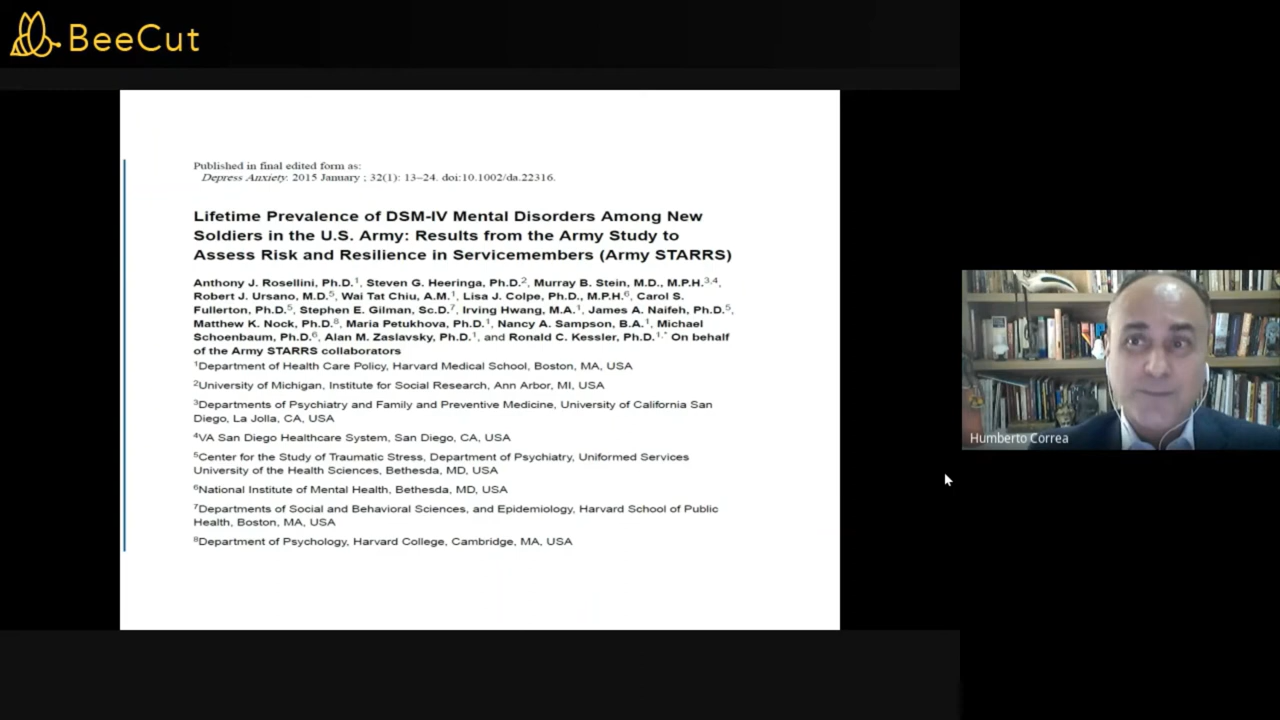 BeeCut
Published in final edited form as:
Depress Anxiety. 2015 January ; 32(1): 13–24. doi:10.1002/da.22316.
Lifetime Prevalence of DSM-IV Mental Disorders Among New
Soldiers in the U.S. Army: Results from the Army Study to
Assess Risk and Resilience in Servicemembers (Army STARRS)
Anthony J. Rosellini, Ph.D.1, Steven G. Heeringa, Ph.D.2, Murray B. Stein, M.D., M.P.H.3,4,
Robert J. Ursano, M.D.5, Wai Tat Chiu, A.M.1, Lisa J. Colpe, Ph.D., M.P.H.6, Carol S.
Fullerton, Ph.D.5, Stephen E. Gilman, Sc.D.7, Irving Hwang, M.A.1, James A. Naifeh, Ph.D.5,
Matthew K. Nock, Ph.D.8, Maria Petukhova, Ph.D.1, Nancy A. Sampson, B.A.1, Michael
Schoenbaum, Ph.D.6, Alan M. Zaslavsky, Ph.D.1, and Ronald C. Kessler, Ph.D.1,* On behalf
of the Army STARRS collaborators
1Department of Health Care Policy, Harvard Medical School, Boston, MA, USA
2University of Michigan, Institute for Social Research, Ann Arbor, MI, USA
3Departments of Psychiatry and Family and Preventive Medicine, University of California San
Diego, La Jolla, CA, USA
4VA San Diego Healthcare System, San Diego, CA, USA
5Center for the Study of Traumatic Stress, Department of Psychiatry, Uniformed Services
University of the Health Sciences, Bethesda, MD, USA
6National Institute of Mental Health, Bethesda, MD, USA
7Departments of Social and Behavioral Sciences, and Epidemiology, Harvard School of Public
Health, Boston, MA, USA
8Department of Psychology, Harvard College, Cambridge, MA, USA
Humberto Correa